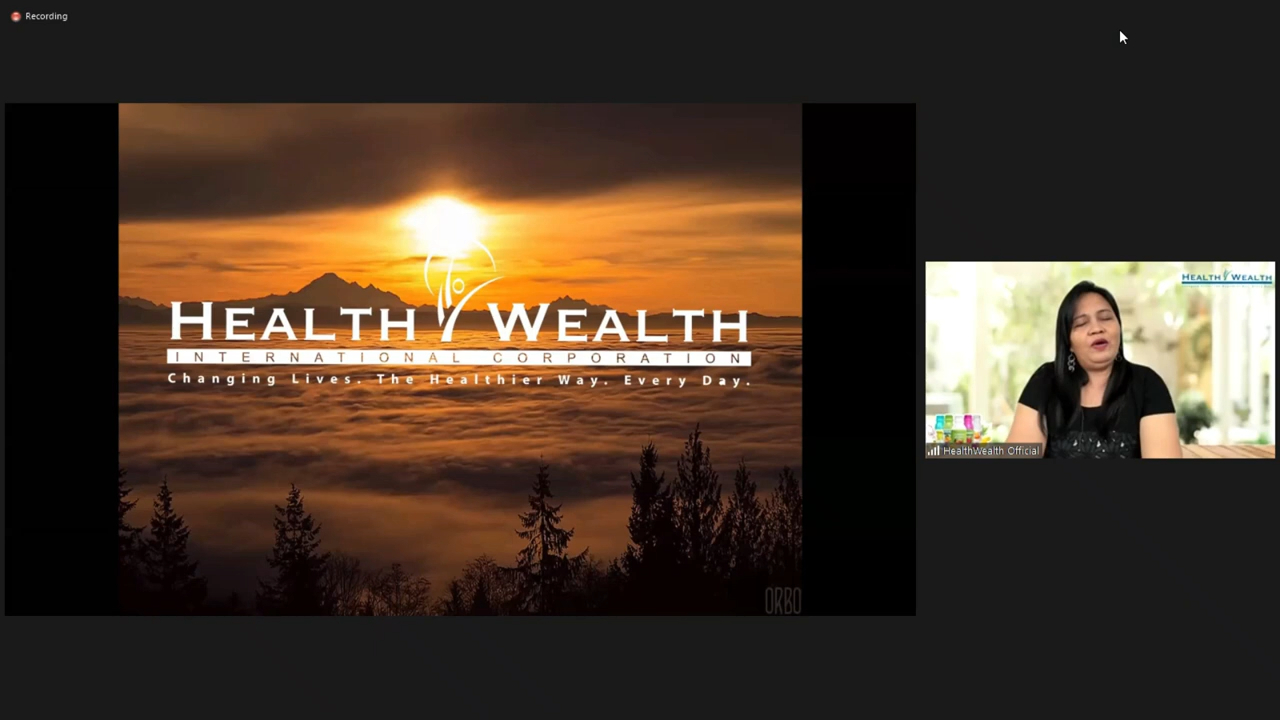 Recording
HEALTH WEALTH
INTERNATIONAL CORPORATION
Changing Lives. The Healthier Way. Every Day.
ORBO
HEALTH WEALTH
HealthWealth Official